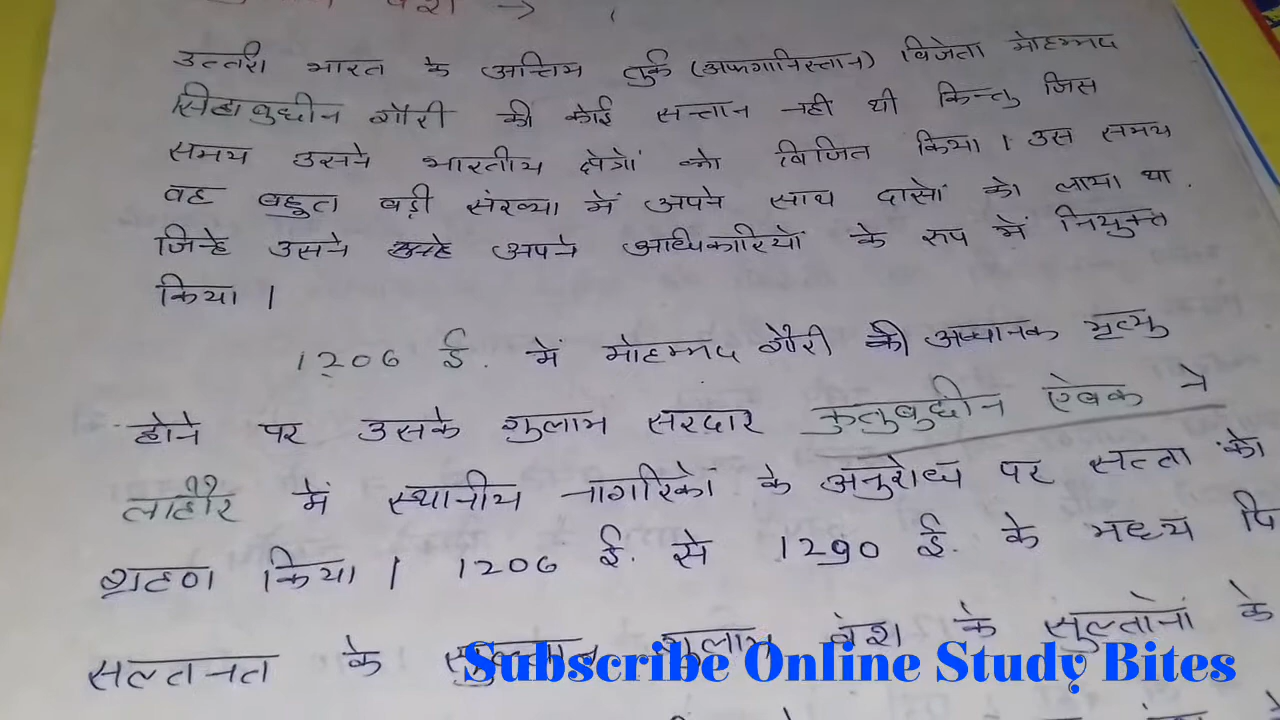 वंश →
उत्तरी भारत के अन्तिम तुर्क (अफगानिस्तान) विजेता मोहम्मद
सिहाबुद्दीन गौरी की कोई सन्तान नही थी किन्तु जिस
समय उसने भारतीय क्षेत्रों को विजित किया। उस समय
वह बहुत बड़ी संख्या में अपने साथ दासों को लाया था.
जिन्हे उसने अपने अधिकारियों के रुप में नियुक्त
किया।
1206 ई. में मोहम्मद गौरी की अचानक मृत्यु
होने पर उसके गुलाम सरदार कुतुबुद्दीन ऐबक ने
लाहौर में स्थानीय नागरिकों के अनुरोध पर सत्ता को
ग्रहण किया। 1206 ई. से 1290 ई. के मध्य दि
सल्तनत के सुल्तान गुलाम वंश के सुल्तानों के
Subscribe Online Study Bites